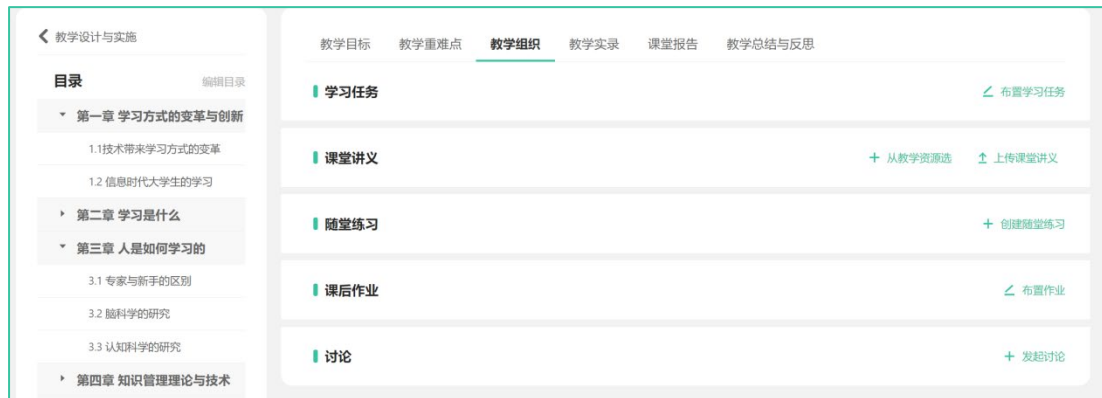 教学设计与实施
目录 编辑目录
第一章 学习方式的变革与创新
1.1技术带来学习方式的变革
1.2 信息时代大学生的学习
第二章 学习是什么
第三章 人是如何学习的
3.1 专家与新手的区别
3.2 脑科学的研究
3.3 认知科学的研究
第四章 知识管理理论与技术
教学目标 教学重难点 教学组织 教学实录 课堂报告 教学总结与反思
学习任务 布置学习任务
课堂讲义 从教学资源选 上传课堂讲义
随堂练习 创建随堂练习
课后作业 布置作业
讨论 发起讨论